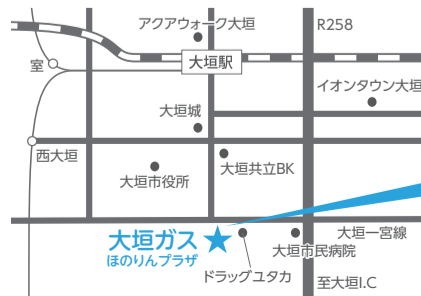 アクアウォーク大垣
R258
室
大垣駅
イオンタウン大垣
大垣城
西大垣
大垣共立BK
大垣市役所
大垣一宮線
大垣ガス
ほのりんプラザ
大垣市民病院
ドラッグユタカ
至大垣I.C